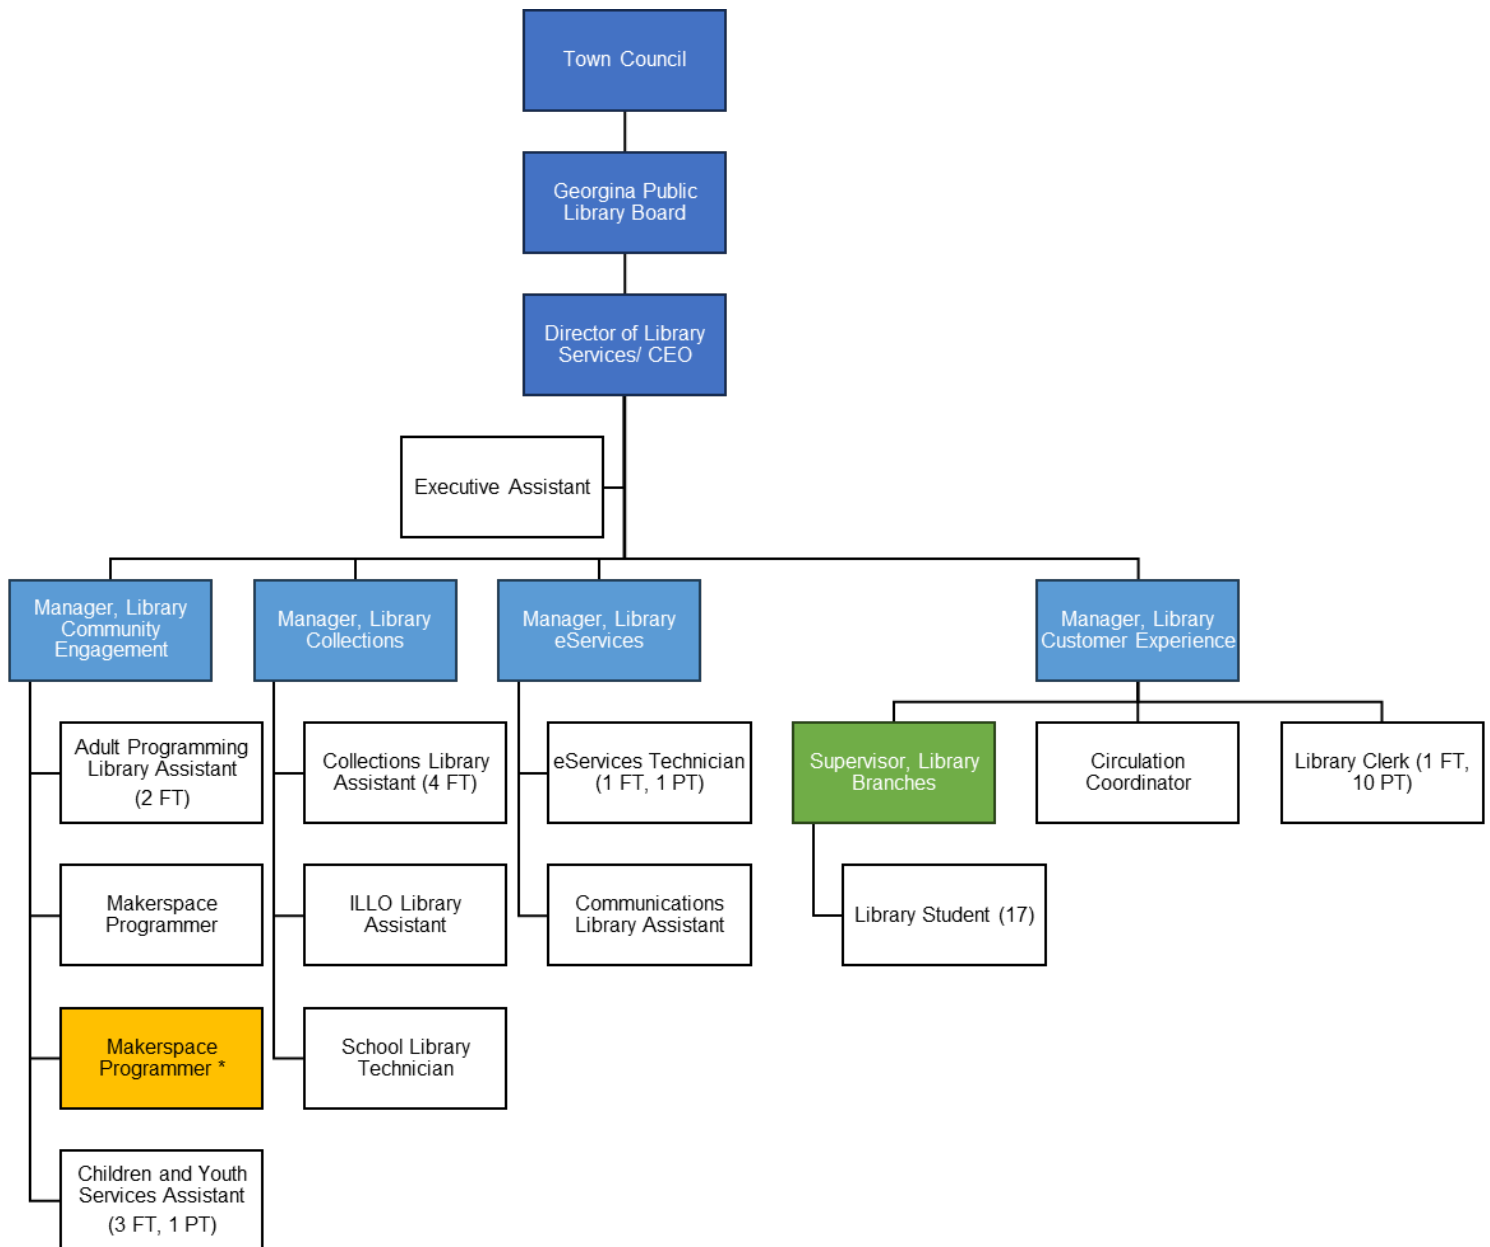 Town Council
Georgina Public
Library Board
Director of Library
Services/ CEO
Executive Assistant
Manager, Library
Community
Engagement
Manager, Library
Collections
Manager, Library
eServices
Manager, Library
Customer Experience
Adult Programming
Library Assistant
(2 FT)
Collections Library
Assistant (4 FT)
eServices Technician
(1 FT, 1 PT)
Supervisor, Library
Branches
Circulation
Coordinator
Library Clerk (1 FT,
10 PT)
Makerspace
Programmer
ILLO Library
Assistant
Communications
Library Assistant
Library Student (17)
Makerspace
Programmer *
School Library
Technician
Children and Youth
Services Assistant
(3 FT, 1 PT)